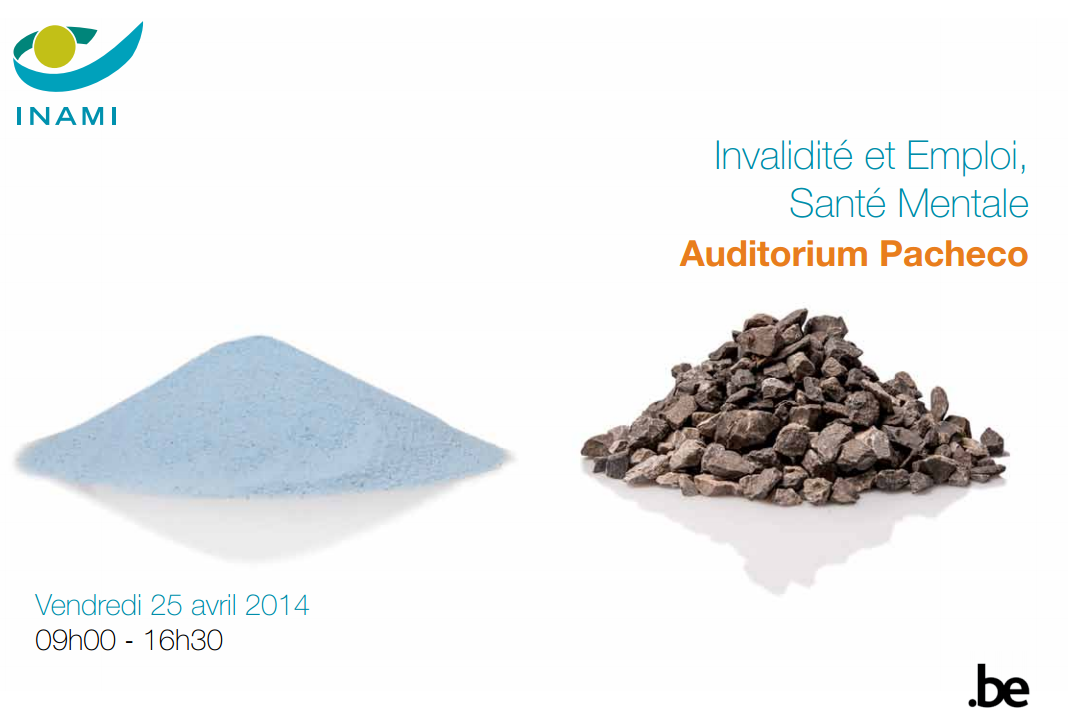 INAMI
Invalidité et Emploi,
Santé Mentale
Auditorium Pacheco
Vendredi 25 avril 2014
09h00 - 16h30
.be